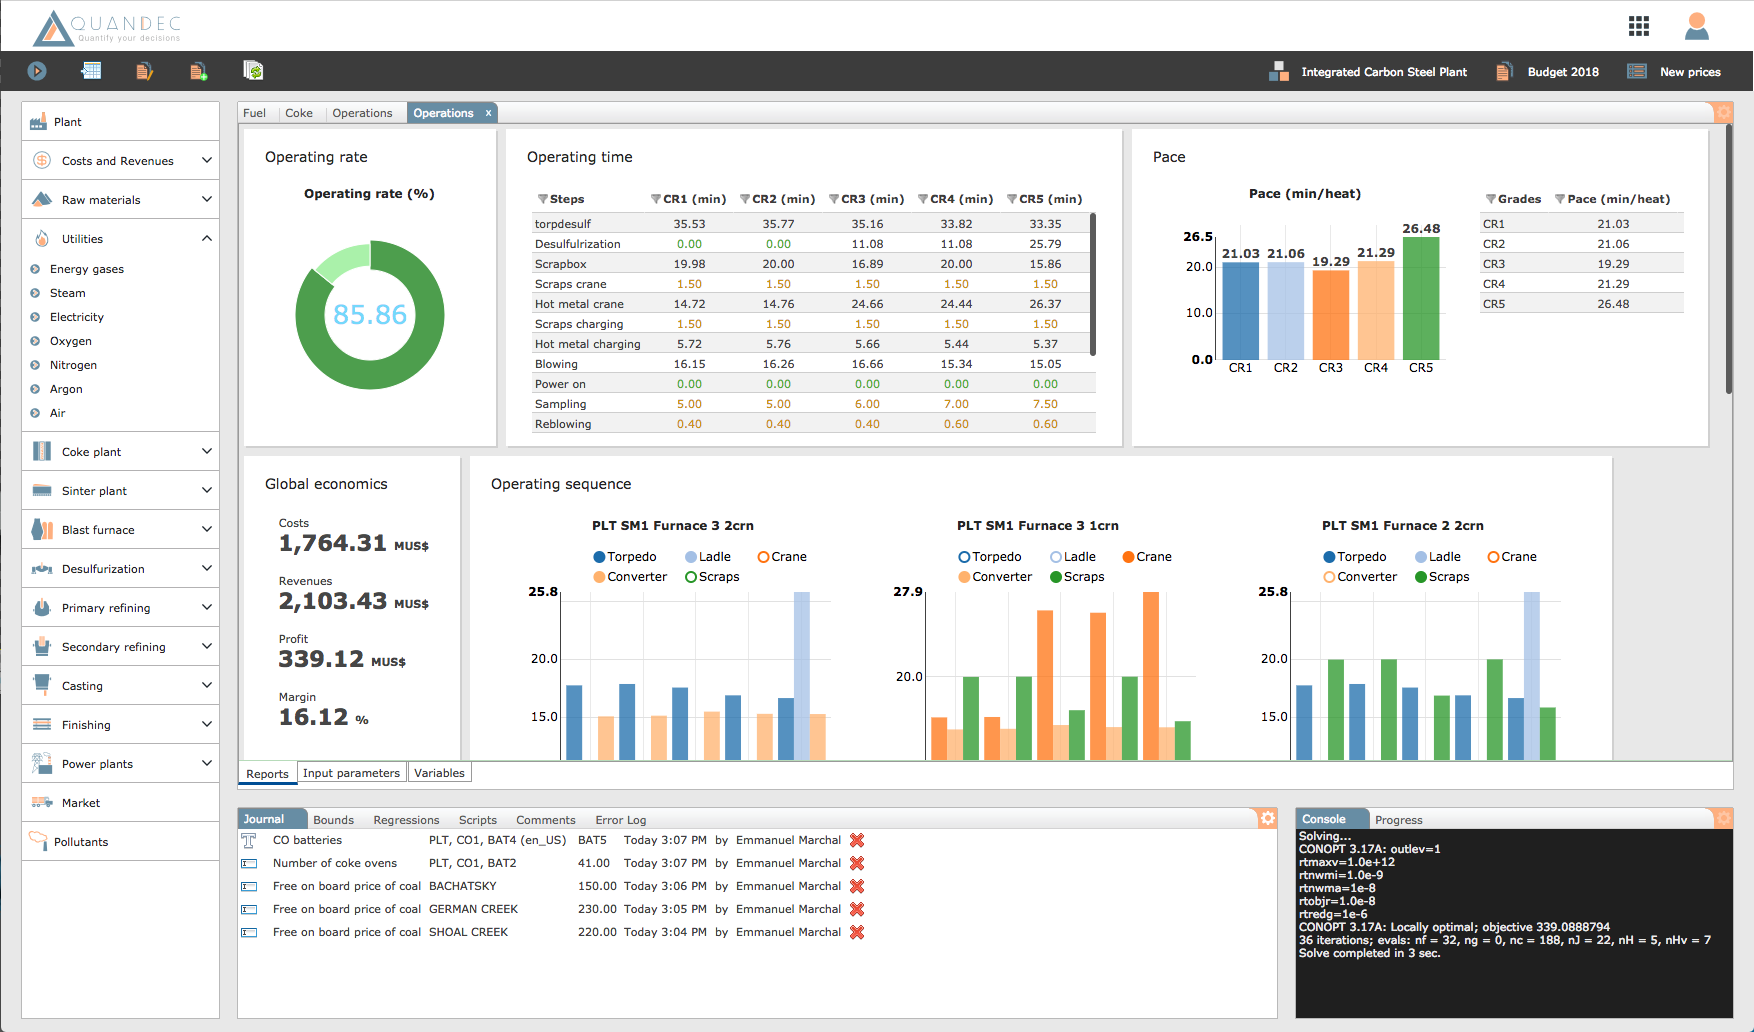 QUANDEC
Quantify your decisions
Integrated Carbon Steel Plant
Budget 2018
New prices
Plant
Costs and Revenues
Raw materials
Utilities
Energy gases
Steam
Electricity
Oxygen
Nitrogen
Argon
Air
Coke plant
Sinter plant
Blast furnace
Desulfurization
Primary refining
Secondary refining
Casting
Finishing
Power plants
Market
Pollutants
Fuel Coke Operations Operations x
Operating rate
Operating rate (%)
85.86
Operating time
Steps CR1 (min) CR2 (min) CR3 (min) CR4 (min) CR5 (min)
torpdesulf 35.53 35.77 35.16 33.82 33.35
Desulfulrization 0.00 0.00 11.08 11.08 25.79
Scrapbox 19.98 20.00 16.89 20.00 15.86
Scraps crane 1.50 1.50 1.50 1.50 1.50
Hot metal crane 14.72 14.76 24.66 24.44 26.37
Scraps charging 1.50 1.50 1.50 1.50 1.50
Hot metal charging 5.72 5.76 5.66 5.44 5.37
Blowing 16.15 16.26 16.66 15.34 15.05
Power on 0.00 0.00 0.00 0.00 0.00
Sampling 5.00 5.00 6.00 7.00 7.50
Reblowing 0.40 0.40 0.40 0.60 0.60
Pace
Pace (min/heat)
26.5
20.0
10.0
0.0
21.03 21.06 19.29 21.29 26.48
CR1 CR2 CR3 CR4 CR5
Grades Pace (min/heat)
CR1 21.03
CR2 21.06
CR3 19.29
CR4 21.29
CR5 26.48
Global economics
Costs
1,764.31 MUS$
Revenues
2,103.43 MUS$
Profit
339.12 MUS$
Margin
16.12 %
Operating sequence
PLT SM1 Furnace 3 2crn
Torpedo Ladle Crane
Converter Scraps
25.8
20.0
15.0
PLT SM1 Furnace 3 1crn
Torpedo Ladle Crane
Converter Scraps
27.9
20.0
PLT SM1 Furnace 2 2crn
Torpedo Ladle Crane
Converter Scraps
25.8
20.0
15.0
Reports Input parameters Variables
Journal Bounds Regressions Scripts Comments Error Log
CO batteries PLT, CO1, BAT4 (en_US) BAT5 Today 3:07 PM by Emmanuel Marchal
Number of coke ovens PLT, CO1, BAT2 41.00 Today 3:07 PM by Emmanuel Marchal
Free on board price of coal BACHATSKY 150.00 Today 3:06 PM by Emmanuel Marchal
Free on board price of coal GERMAN CREEK 230.00 Today 3:05 PM by Emmanuel Marchal
Free on board price of coal SHOAL CREEK 220.00 Today 3:04 PM by Emmanuel Marchal
Console Progress
Solving...
CONOPT 3.17A: outlev=1
rtmaxv=1.0e+12
rtnwmi=1.0e-9
rtnwma=1e-8
rtobjr=1.0e-8
rtredg=1e-6
CONOPT 3.17A: Locally optimal; objective 339.0888794
36 iterations; evals: nf = 32, ng = 0, nc = 188, nJ = 22, nH = 5, nHv = 7
Solve completed in 3 sec.